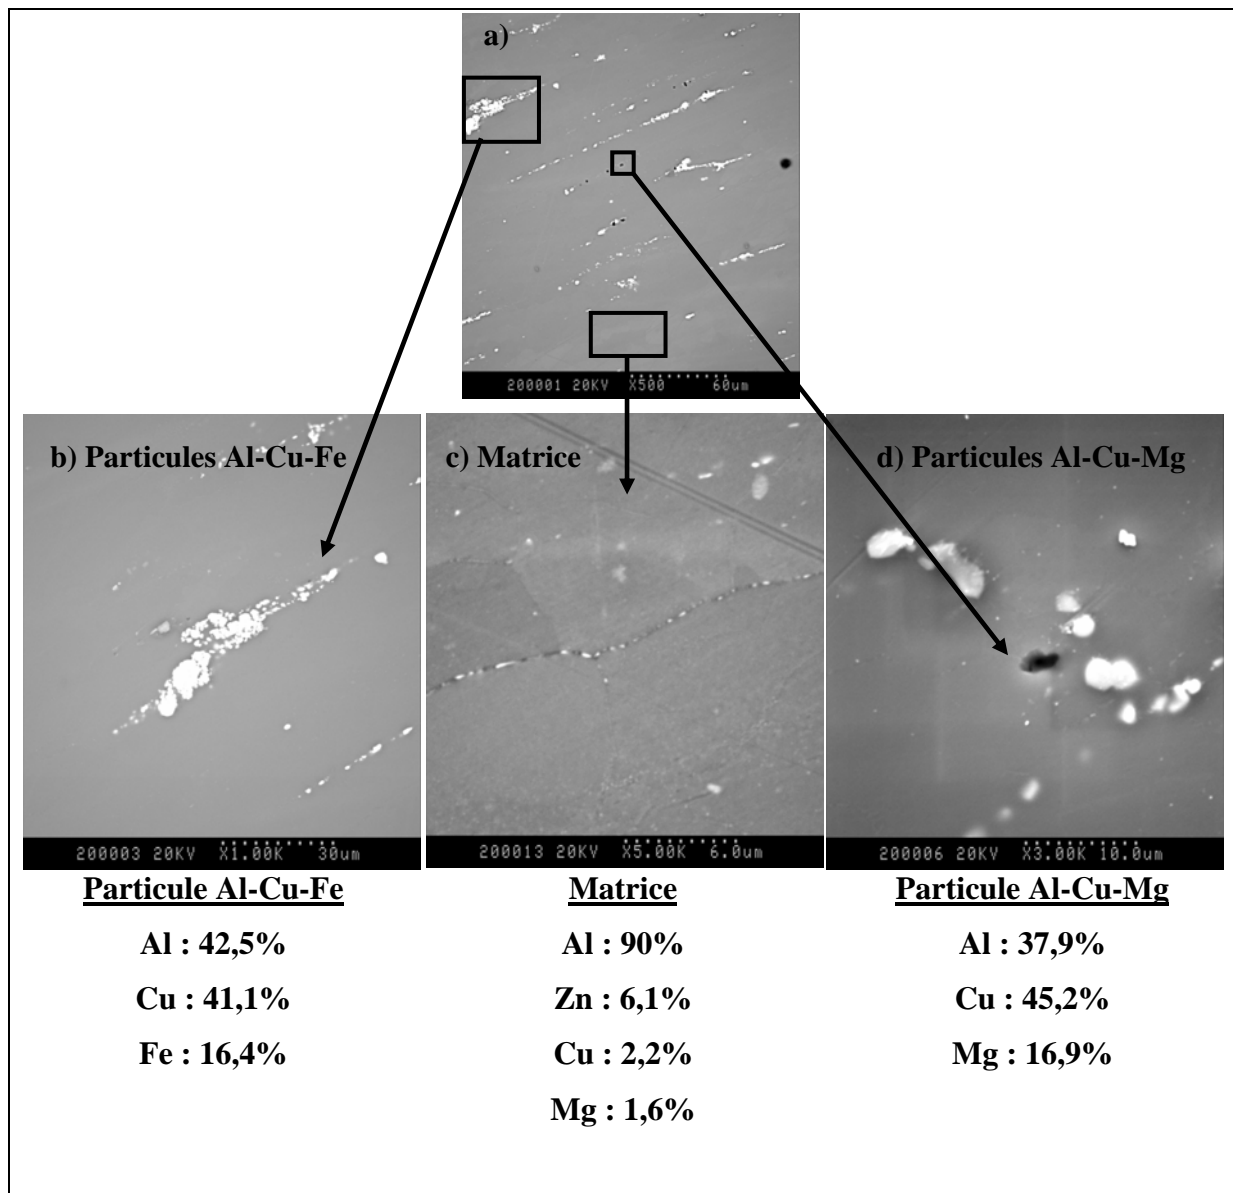 a)
200001 20KV X500 60um
b) Particules Al-Cu-Fe
c) Matrice
d) Particules Al-Cu-Mg
200003 20KV X1.00K 30um
200013 20KV X5.00K 6.0um
200006 20KV X3.00K 10.0um
Particule Al-Cu-Fe
Al : 42,5%
Cu : 41,1%
Fe : 16,4%
Matrice
Al : 90%
Zn : 6,1%
Cu : 2,2%
Mg : 1,6%
Particule Al-Cu-Mg
Al : 37,9%
Cu : 45,2%
Mg : 16,9%